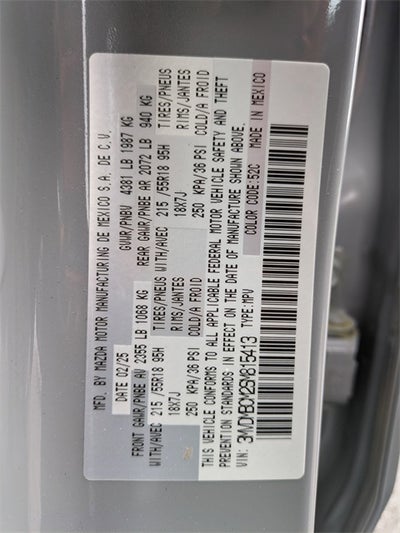 MFD. BY MAZDA MOTOR MANUFACTURING DE MEXICO S.A. DE C.V.
DATE 02/25 GVWR/PNBV 4381 LB 1987 KG
FRONT GAWR/PNBE AV 2355 LB 1068 KG REAR GAWR/PNBE AR 2072 LB 940 KG
WITH/AVEC 215 /55R18 95H TIRES/PNEUS WITH/AVEC 215 /55R18 95H TIRES/PNEUS
18X7J RIMS/JANTES 18X7J RIMS/JANTES
250 KPA/36 PSI COLD/A FROID 250 KPA/36 PSI COLD/A FROID
THIS VEHICLE CONFORMS TO ALL APPLICABLE FEDERAL MOTOR VEHICLE SAFETY AND THEFT
PREVENTION STANDARDS IN EFFECT ON THE DATE OF MANUFACTURE SHOWN ABOVE.
VIN: TYPE:MPV COLOR CODE:52C MADE IN MEXICO